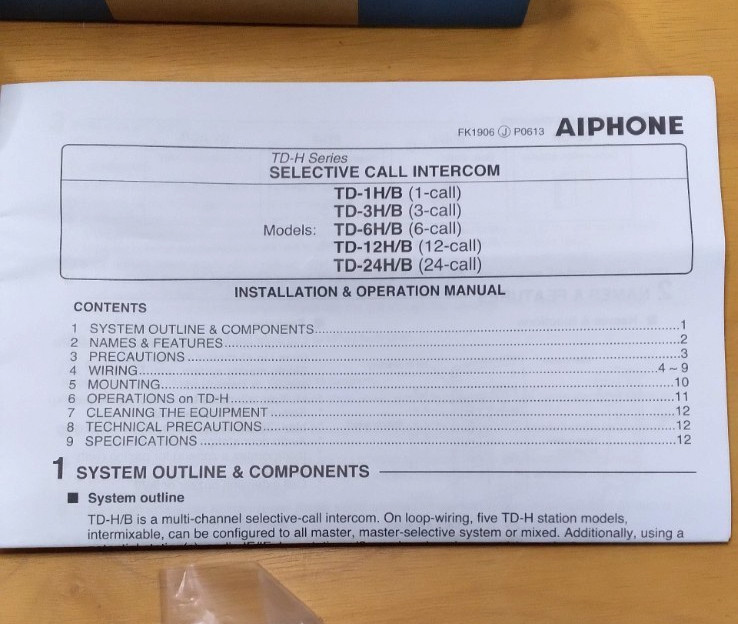 FK1906 Ⓙ P0613 AIPHONE
TD-H Series
SELECTIVE CALL INTERCOM
TD-1H/B (1-call)
TD-3H/B (3-call)
Models: TD-6H/B (6-call)
TD-12H/B (12-call)
TD-24H/B (24-call)
INSTALLATION & OPERATION MANUAL
CONTENTS
1 SYSTEM OUTLINE & COMPONENTS...1
2 NAMES & FEATURES...2
3 PRECAUTIONS...3
4 WIRING...4 ~ 9
5 MOUNTING...10
6 OPERATIONS on TD-H...11
7 CLEANING THE EQUIPMENT...12
8 TECHNICAL PRECAUTIONS...12
9 SPECIFICATIONS...12
1 SYSTEM OUTLINE & COMPONENTS
■ System outline
TD-H/B is a multi-channel selective-call intercom. On loop-wiring, five TD-H station models,
intermixable, can be configured to all master, master-selective system or mixed. Additionally, using a